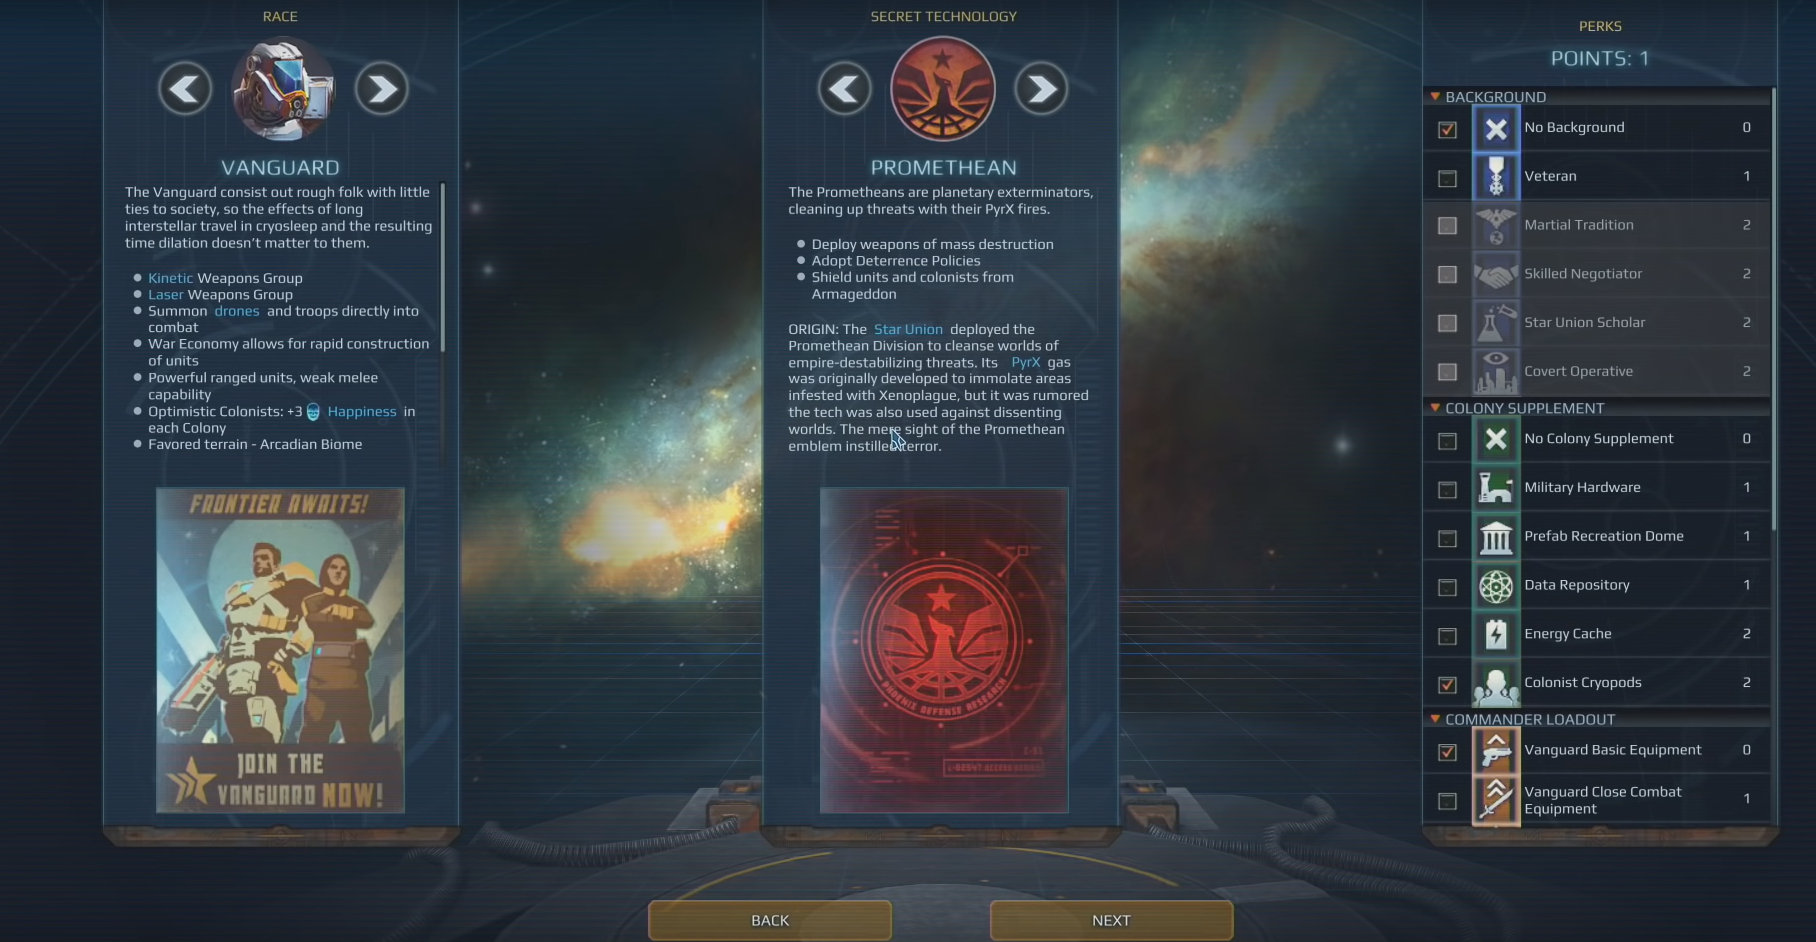 RACE
VANGUARD
The Vanguard consist out rough folk with little
ties to society, so the effects of long
interstellar travel in cryosleep and the resulting
time dilation doesn't matter to them.
Kinetic Weapons Group
Laser Weapons Group
Summon drones and troops directly into
combat
War Economy allows for rapid construction
of units
Powerful ranged units, weak melee
capability
Optimistic Colonists: +3 Happiness in
each Colony
Favored terrain - Arcadian Biome
FRONTIER AWAITS!
JOIN THE
VANGUARD NOW!
SECRET TECHNOLOGY
PROMETHEAN
The Prometheans are planetary exterminators,
cleaning up threats with their PyrX fires.
Deploy weapons of mass destruction
Adopt Deterrence Policies
Shield units and colonists from
Armageddon
ORIGIN: The Star Union deployed the
Promethean Division to cleanse worlds of
empire-destabilizing threats. Its PyrX gas
was originally developed to immolate areas
infested with Xenoplague, but it was rumored
the tech was also used against dissenting
worlds. The mere sight of the Promethean
emblem instilled terror.
PHOENIX DEFENSE RESEARCH
PERKS
POINTS: 1
BACKGROUND
No Background 0
Veteran 1
Martial Tradition 2
Skilled Negotiator 2
Star Union Scholar 2
Covert Operative 2
COLONY SUPPLEMENT
No Colony Supplement 0
Military Hardware 1
Prefab Recreation Dome 1
Data Repository 1
Energy Cache 2
Colonist Cryopods 2
COMMANDER LOADOUT
Vanguard Basic Equipment 0
Vanguard Close Combat
Equipment 1
BACK
NEXT